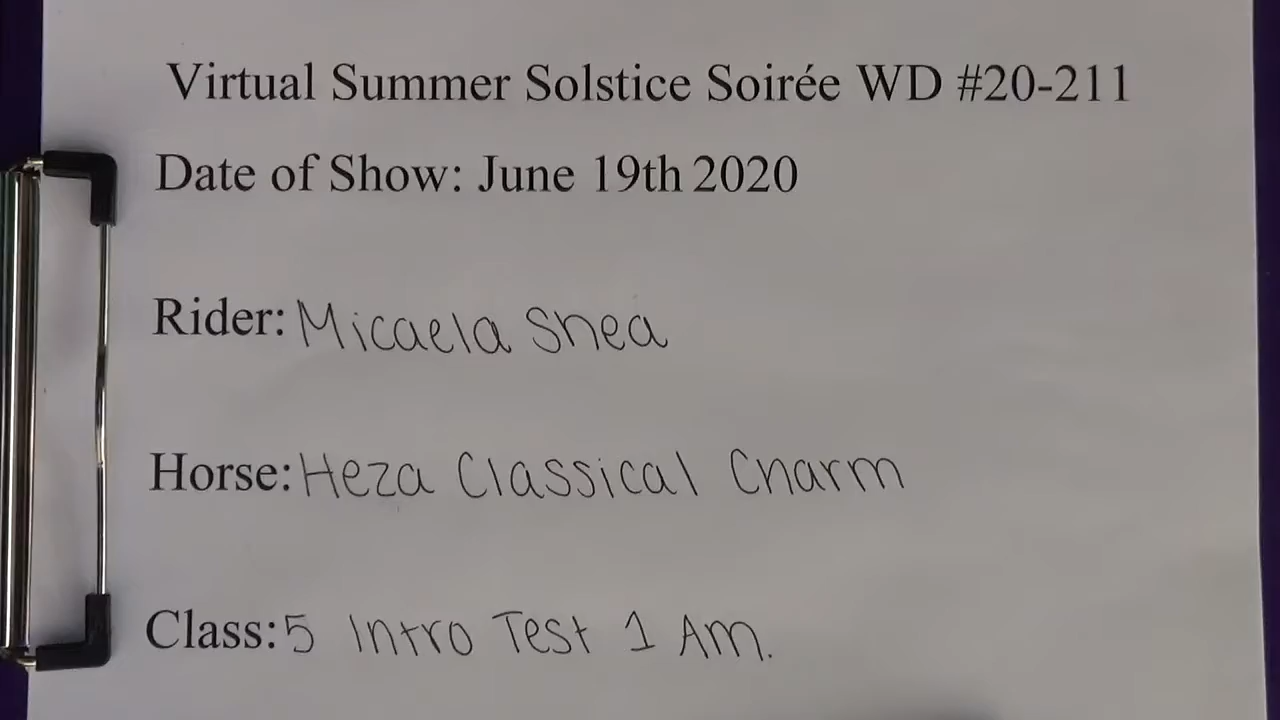 Virtual Summer Solstice Soirée WD #20-211
Date of Show: June 19th 2020
Rider: Micaela Shea
Horse: Heza Classical Charm
Class: 5 Intro Test 1 Am.